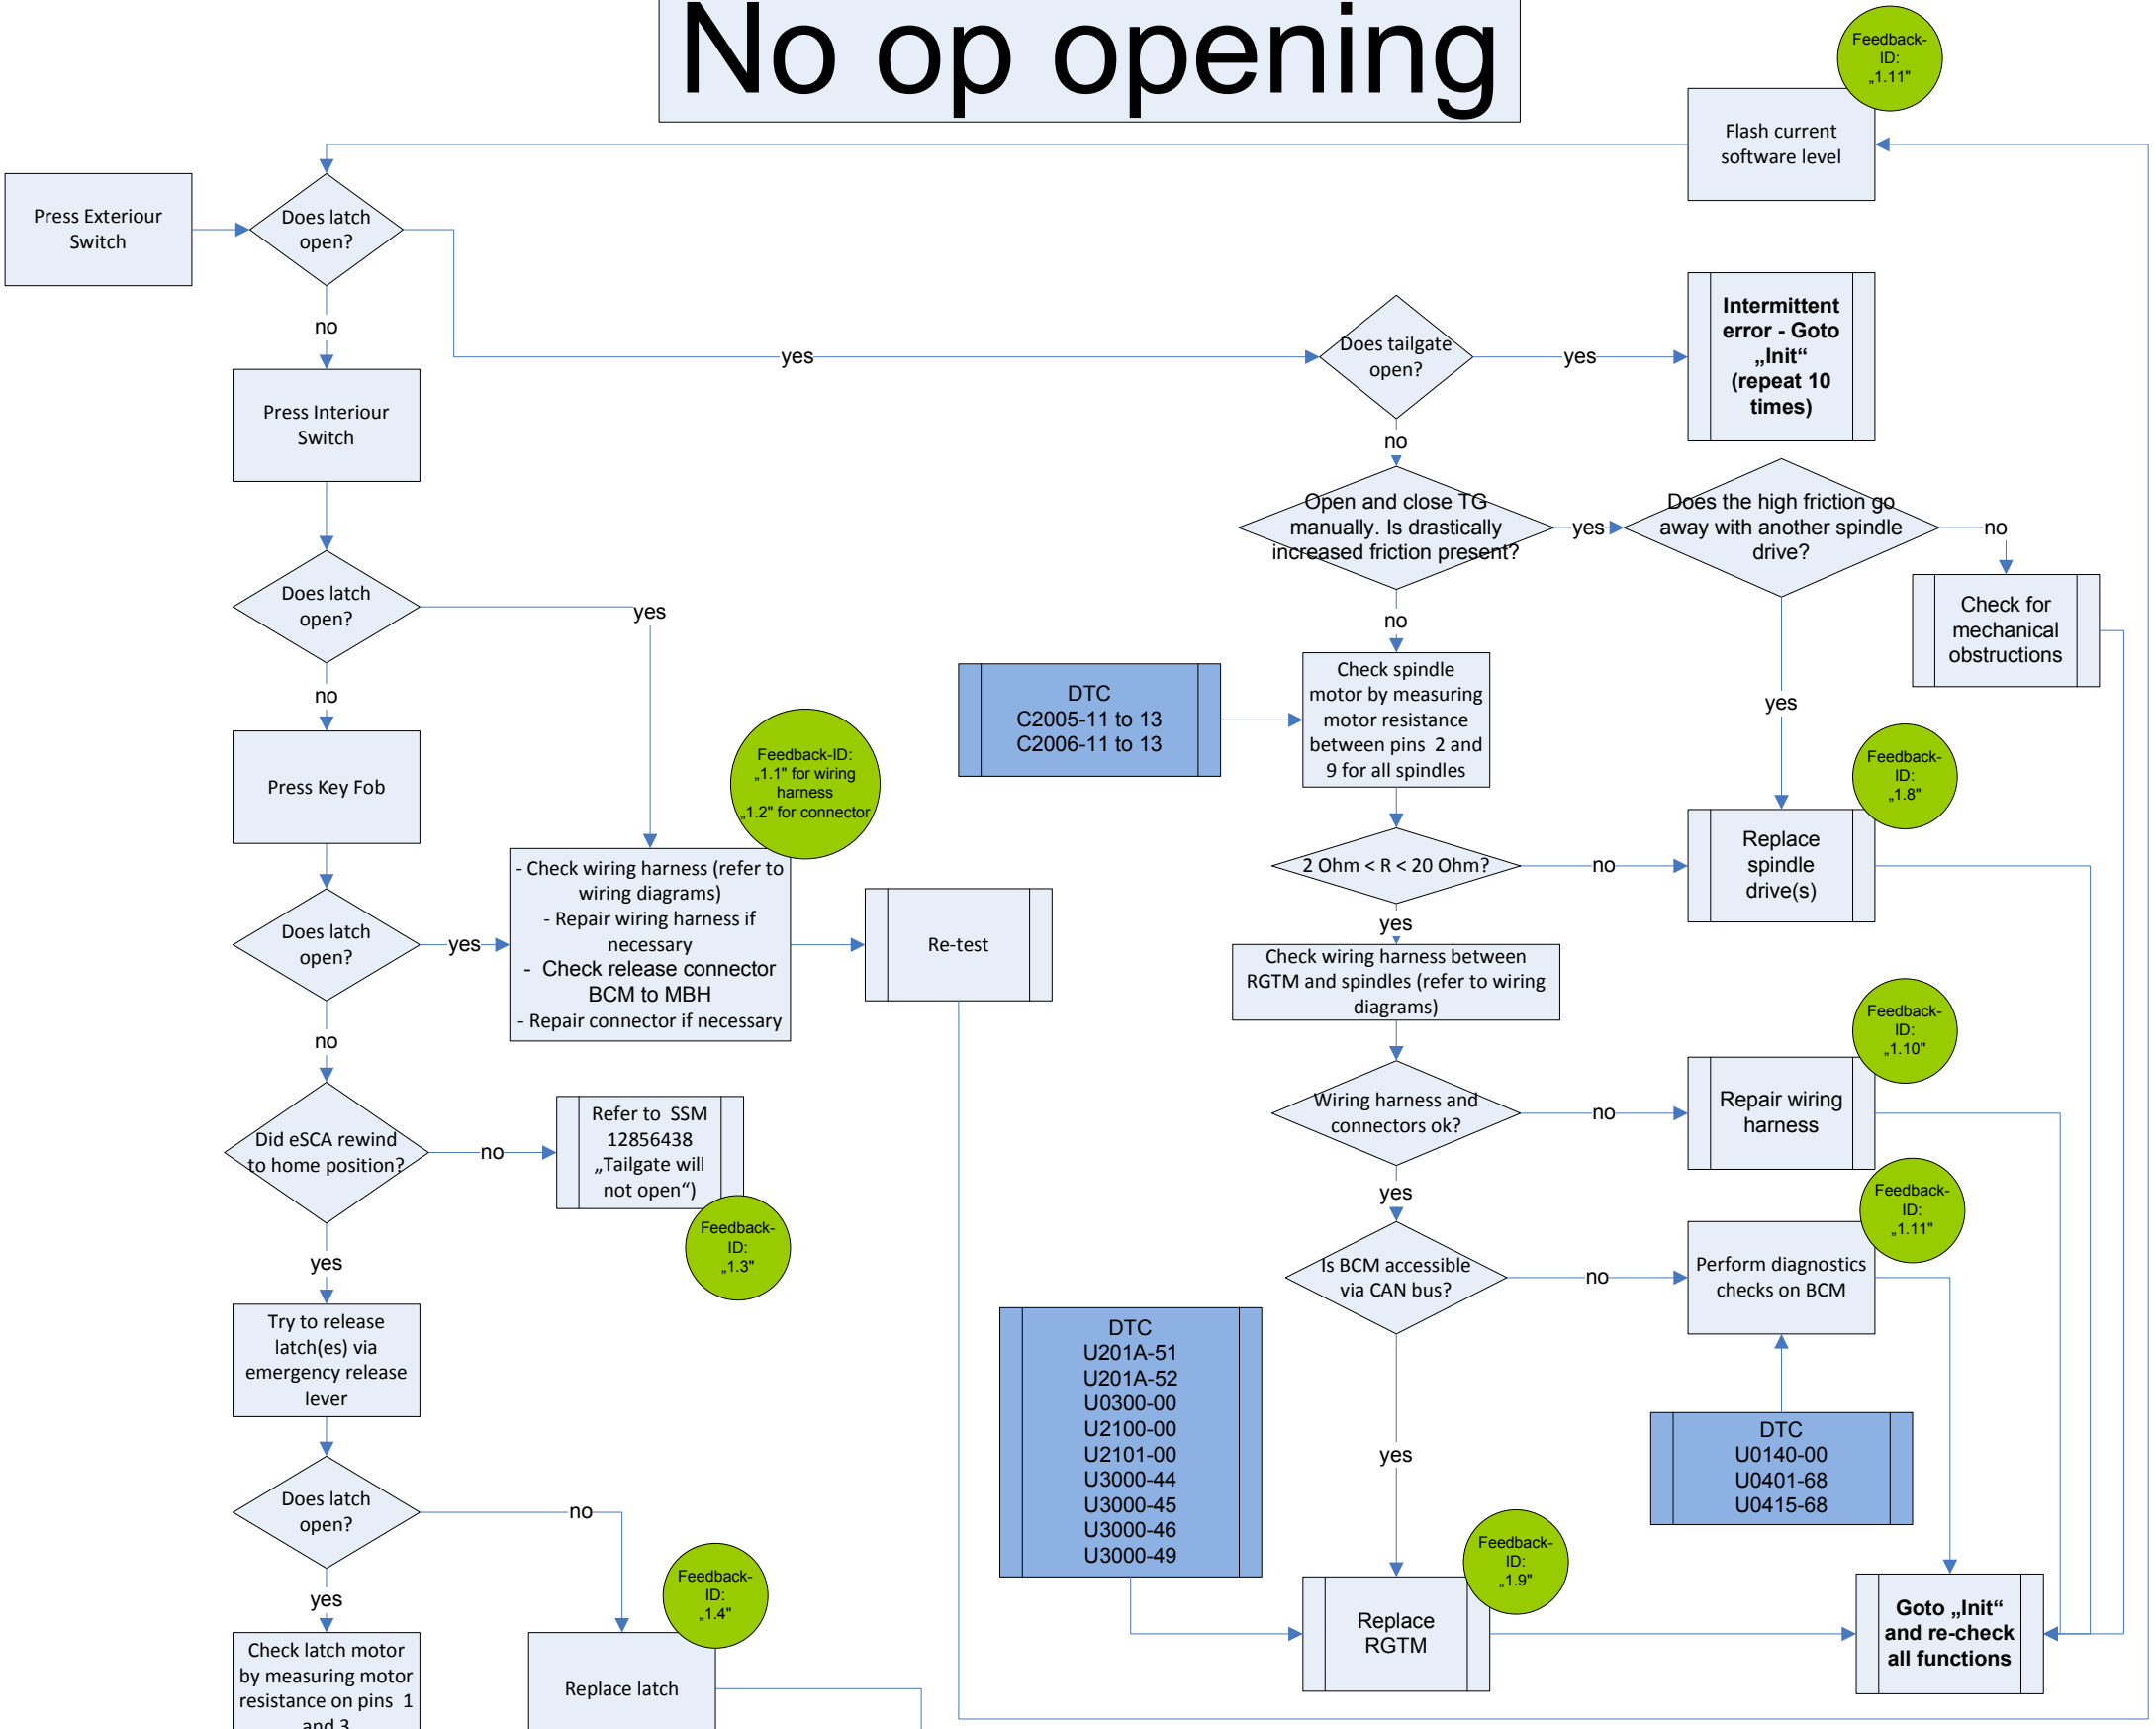 No op opening
Feedback-
ID:
„1.11"
Flash current
software level
Press Exteriour
Switch
Does latch
open?
no
yes
Press Interiour
Switch
Does latch
open?
yes
no
Press Key Fob
Feedback-ID:
„1.1" for wiring
harness
„1.2" for connector
- Check wiring harness (refer to
wiring diagrams)
- Repair wiring harness if
necessary
- Check release connector
BCM to MBH
- Repair connector if necessary
Re-test
Does latch
open?
yes
no
Did eSCA rewind
to home position?
no
Refer to SSM
12856438
„Tailgate will
not open“)
Feedback-
ID:
„1.3"
yes
Try to release
latch(es) via
emergency release
lever
Does latch
open?
no
yes
Feedback-
ID:
„1.4"
Check latch motor
by measuring motor
resistance on pins 1
and 3
Replace latch
Does tailgate
open?
yes
Intermittent
error - Goto
„Init“
(repeat 10
times)
no
Open and close TG
manually. Is drastically
increased friction present?
yes
Does the high friction go
away with another spindle
drive?
no
Check for
mechanical
obstructions
no
yes
DTC
C2005-11 to 13
C2006-11 to 13
Check spindle
motor by measuring
motor resistance
between pins 2 and
9 for all spindles
Feedback-
ID:
„1.8"
2 Ohm < R < 20 Ohm?
no
Replace
spindle
drive(s)
yes
Check wiring harness between
RGTM and spindles (refer to wiring
diagrams)
Feedback-
ID:
„1.10"
Wiring harness and
connectors ok?
no
Repair wiring
harness
yes
Feedback-
ID:
„1.11"
Is BCM accessible
via CAN bus?
no
Perform diagnostics
checks on BCM
DTC
U201A-51
U201A-52
U0300-00
U2100-00
U2101-00
U3000-44
U3000-45
U3000-46
U3000-49
yes
DTC
U0140-00
U0401-68
U0415-68
Feedback-
ID:
„1.9"
Replace
RGTM
Goto „Init“
and re-check
all functions